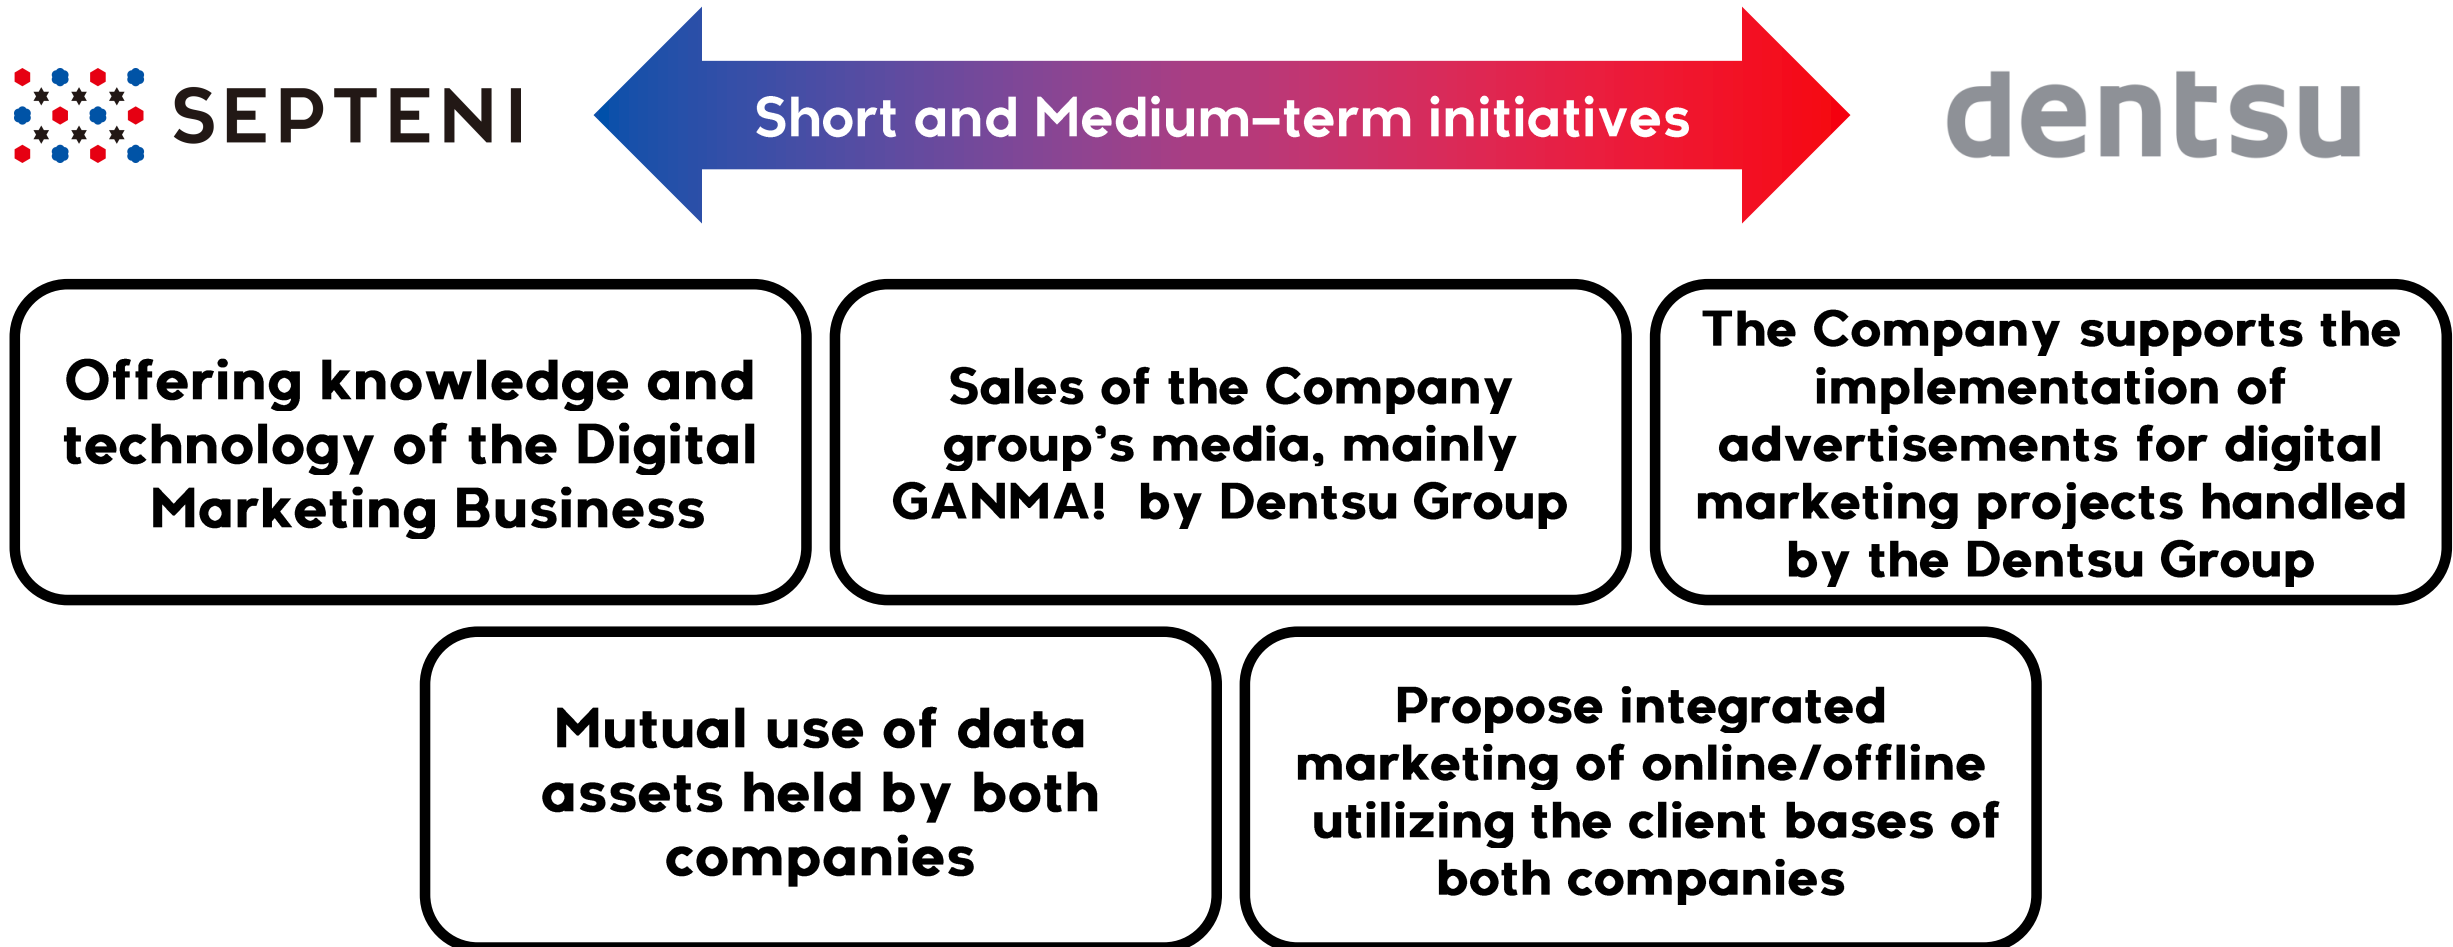 SEPTENI
Short and Medium-term initiatives
dentsu
Offering knowledge and
technology of the Digital
Marketing Business
Sales of the Company
group's media, mainly
GANMA! by Dentsu Group
The Company supports the
implementation of
advertisements for digital
marketing projects handled
by the Dentsu Group
Mutual use of data
assets held by both
companies
Propose integrated
marketing of online/offline
utilizing the client bases of
both companies